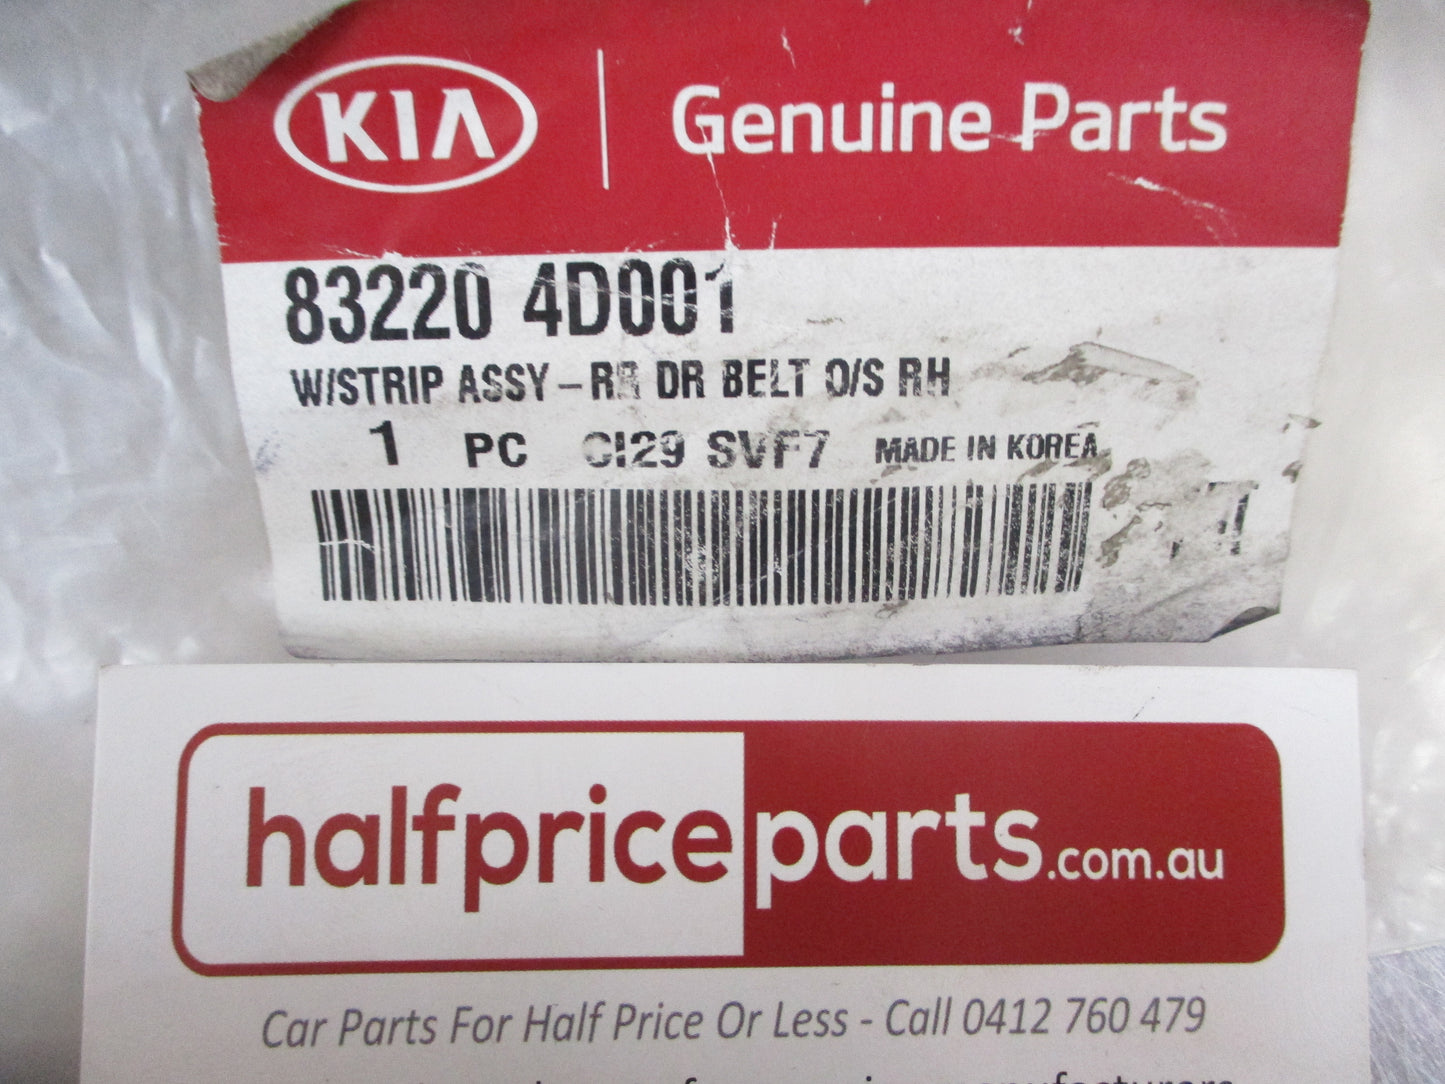 KIA Genuine Parts
83220 4D001
W/STRIP ASSY-RR DR BELT O/S RH
1 PC CI29 SVF7 MADE IN KOREA
halfpriceparts.com.au
Car Parts For Half Price Or Less - Call 0412 760 479